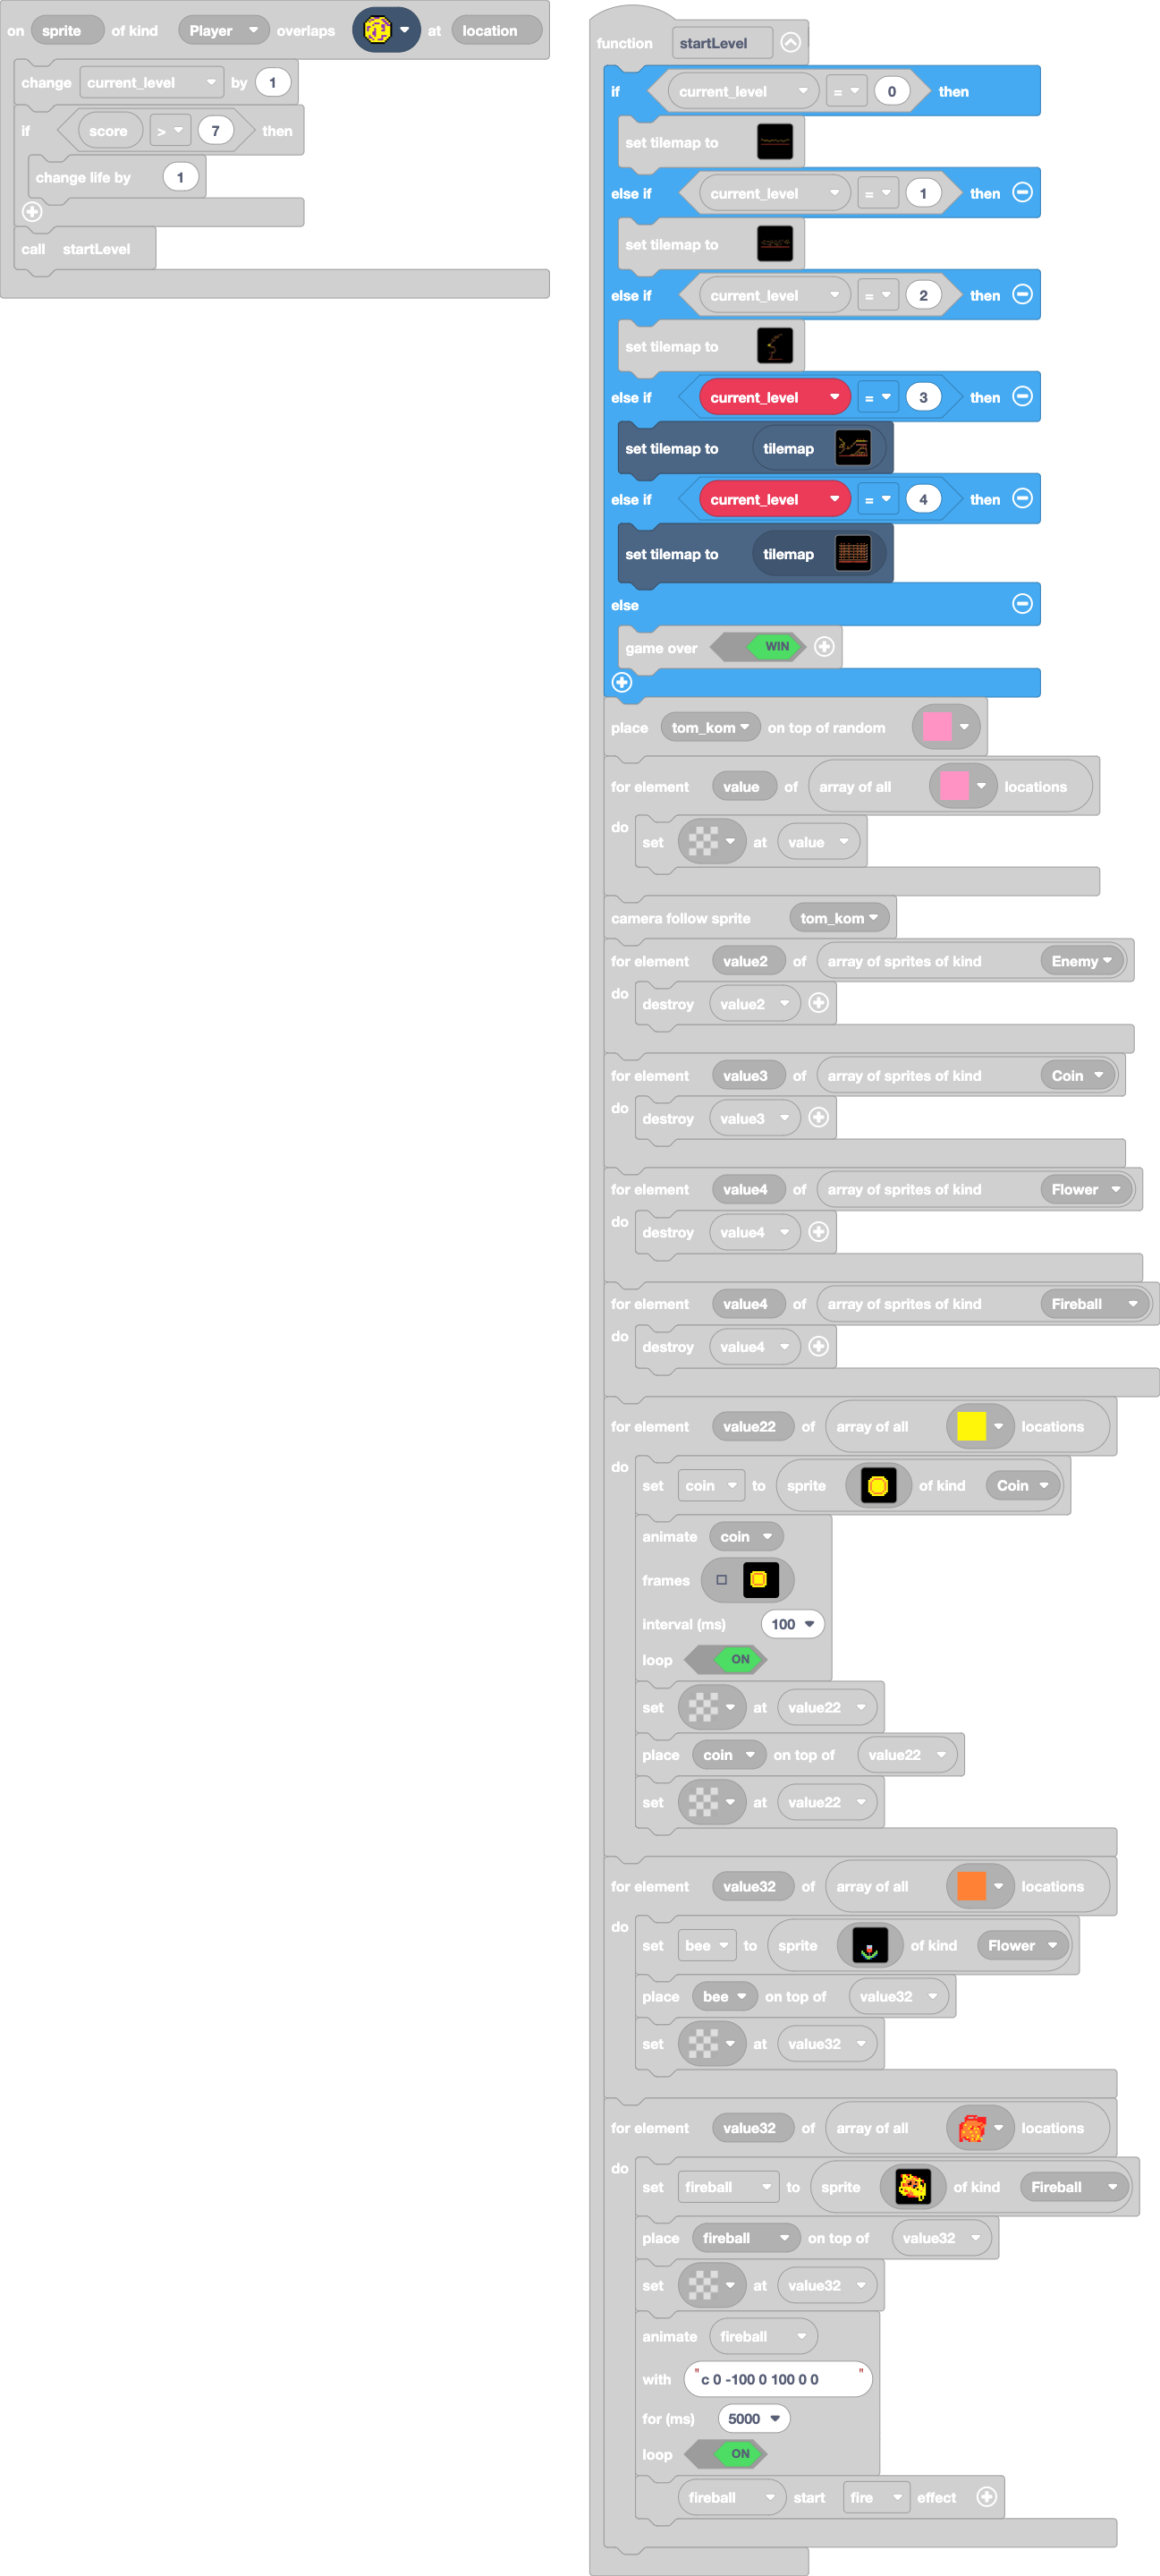 on sprite of kind Player overlaps at location
change current_level by 1
if score > 7 then
change life by 1
call startLevel
function startLevel
if current_level = 0 then
set tilemap to
else if current_level = 1 then
set tilemap to
else if current_level = 2 then
set tilemap to
else if current_level = 3 then
set tilemap to tilemap
else if current_level = 4 then
set tilemap to tilemap
else
game over WIN
place tom_kom on top of random
for element value of array of all locations
do
set at value
camera follow sprite tom_kom
for element value2 of array of sprites of kind Enemy
do
destroy value2
for element value3 of array of sprites of kind Coin
do
destroy value3
for element value4 of array of sprites of kind Flower
do
destroy value4
for element value4 of array of sprites of kind Fireball
do
destroy value4
for element value22 of array of all locations
do
set coin to sprite of kind Coin
animate coin
frames
interval (ms) 100
loop ON
set at value22
place coin on top of value22
set at value22
for element value32 of array of all locations
do
set bee to sprite of kind Flower
place bee on top of value32
set at value32
for element value32 of array of all locations
do
set fireball to sprite of kind Fireball
place fireball on top of value32
set at value32
animate fireball
with "c 0 -100 0 100 0 0"
for (ms) 5000
loop ON
fireball start fire effect